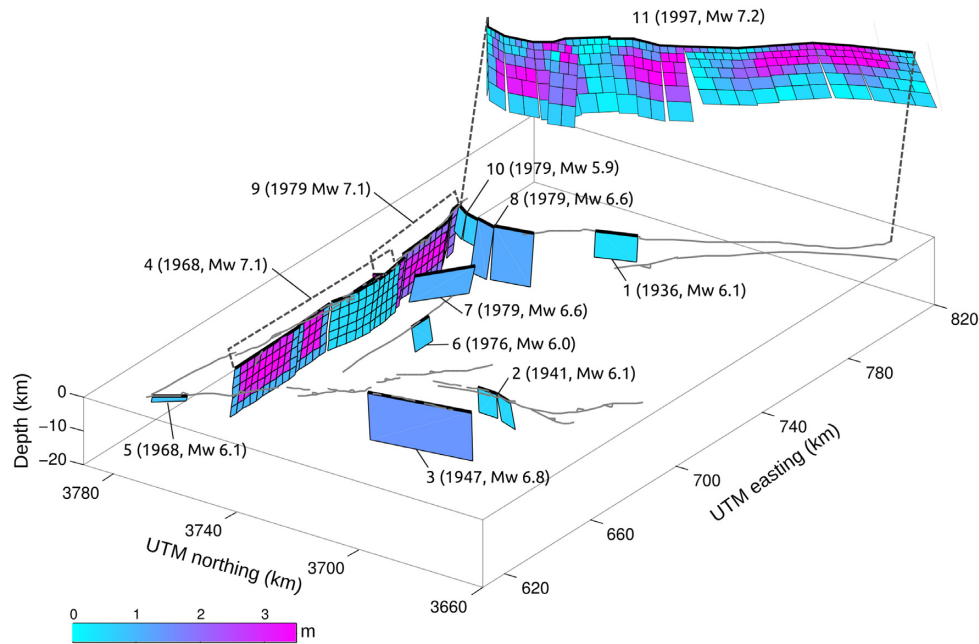 11 (1997, Mw 7.2)
10 (1979, Mw 5.9)
9 (1979 Mw 7.1)
8 (1979, Mw 6.6)
4 (1968, Mw 7.1)
1 (1936, Mw 6.1)
7 (1979, Mw 6.6)
820
6 (1976, Mw 6.0)
780
2 (1941, Mw 6.1)
0
−10
−20
Depth (km)
740
5 (1968, Mw 6.1)
3 (1947, Mw 6.8)
700
UTM easting (km)
3780
660
3740
UTM northing (km)
3700
620
3660
0 1 2 3
m